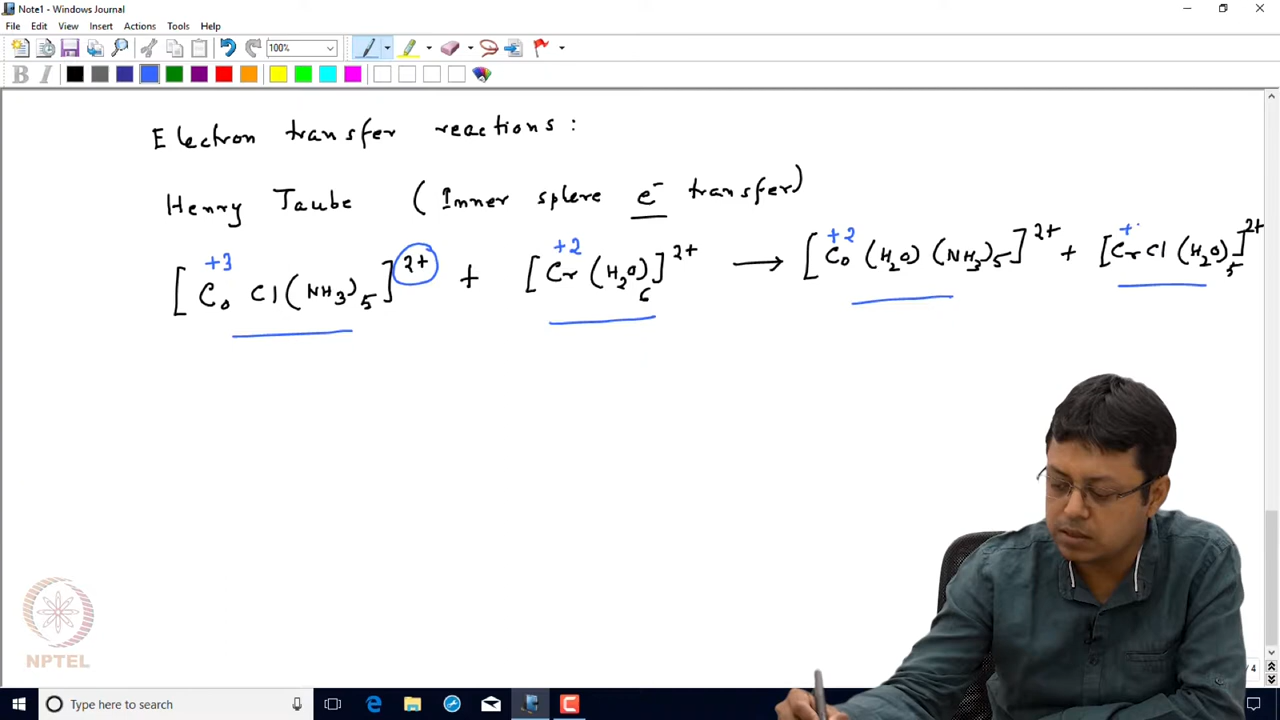 Note1 - Windows Journal
File Edit View Insert Actions Tools Help
100%
B I
Electron transfer reactions :
Henry Taube ( Inner sphere e⁻ transfer)
+3 +2 +2 +
[Co Cl(NH₃)₅]²⁺ + [Cr(H₂O)₆]²⁺ → [Co(H₂O)(NH₃)₅]²⁺ + [CrCl(H₂O)₅]²⁺
NPTEL
/ 4
Type here to search